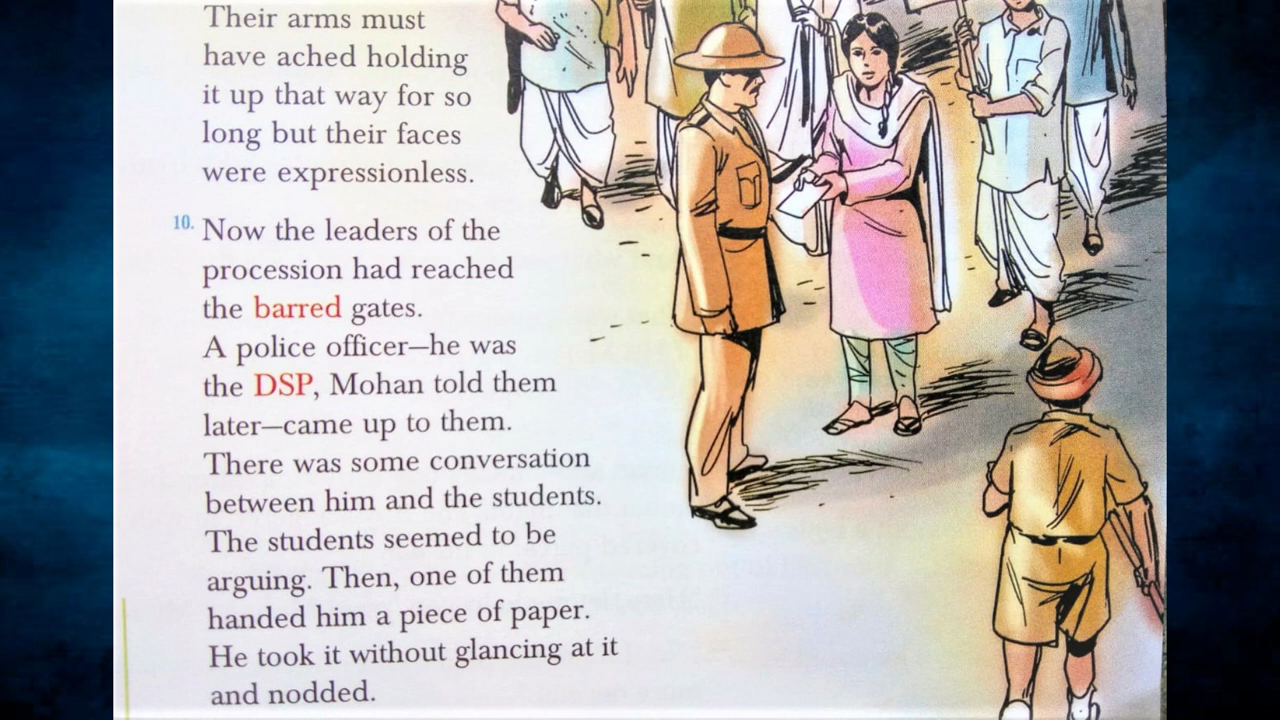 Their arms must
have ached holding
it up that way for so
long but their faces
were expressionless.
10. Now the leaders of the
procession had reached
the barred gates.
A police officer—he was
the DSP, Mohan told them
later—came up to them.
There was some conversation
between him and the students.
The students seemed to be
arguing. Then, one of them
handed him a piece of paper.
He took it without glancing at it
and nodded.